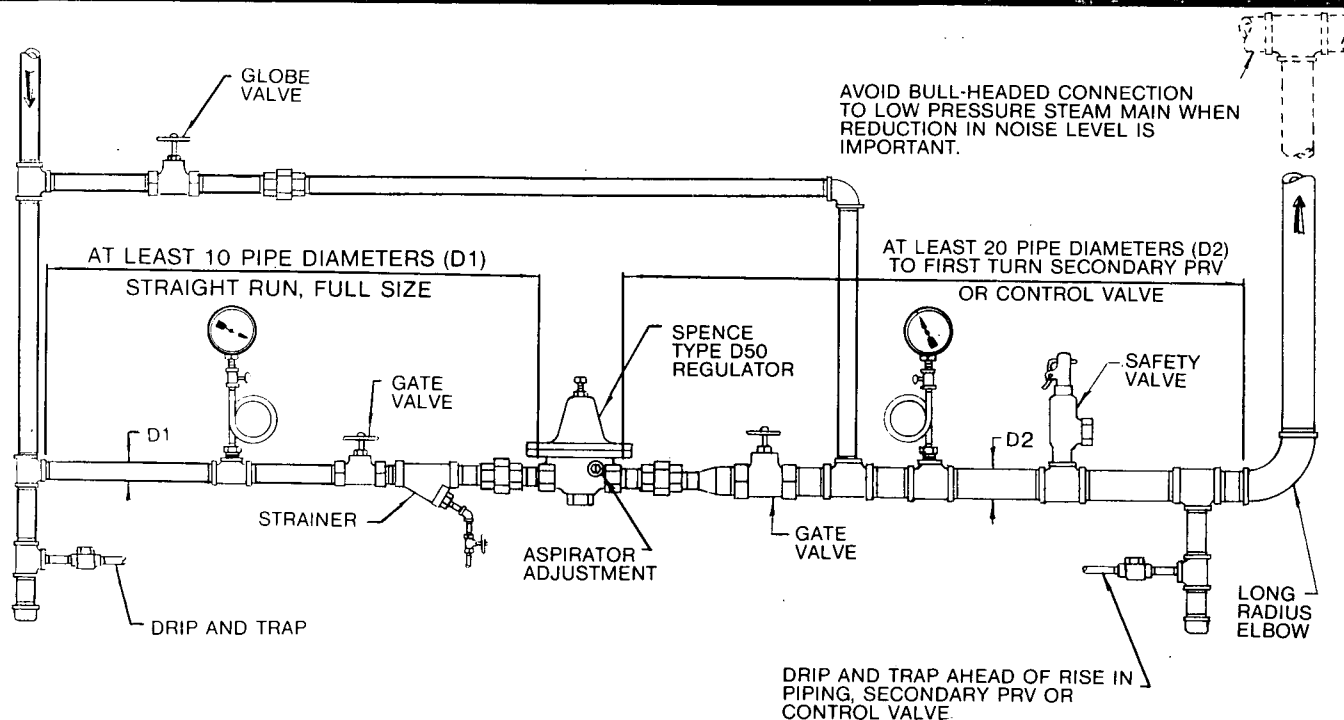 GLOBE
VALVE
AVOID BULL-HEADED CONNECTION
TO LOW PRESSURE STEAM MAIN WHEN
REDUCTION IN NOISE LEVEL IS
IMPORTANT.
AT LEAST 10 PIPE DIAMETERS (D1)
STRAIGHT RUN, FULL SIZE
AT LEAST 20 PIPE DIAMETERS (D2)
TO FIRST TURN SECONDARY PRV
OR CONTROL VALVE
SPENCE
TYPE D50
REGULATOR
GATE
VALVE
SAFETY
VALVE
D1
D2
STRAINER
ASPIRATOR
ADJUSTMENT
GATE
VALVE
LONG
RADIUS
ELBOW
DRIP AND TRAP
DRIP AND TRAP AHEAD OF RISE IN
PIPING, SECONDARY PRV OR
CONTROL VALVE.